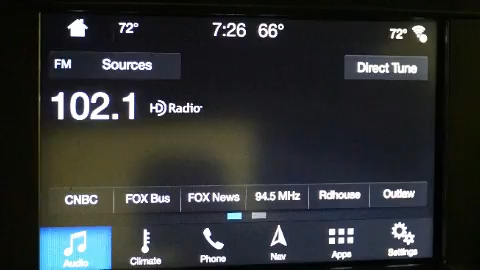 72° 7:26 66° 72°
FM Sources Direct Tune
102.1 HD Radio
CNBC FOX Bus FOX News 94.5 MHz Rdhouse Outlaw
Audio Climate Phone Nav Apps Settings